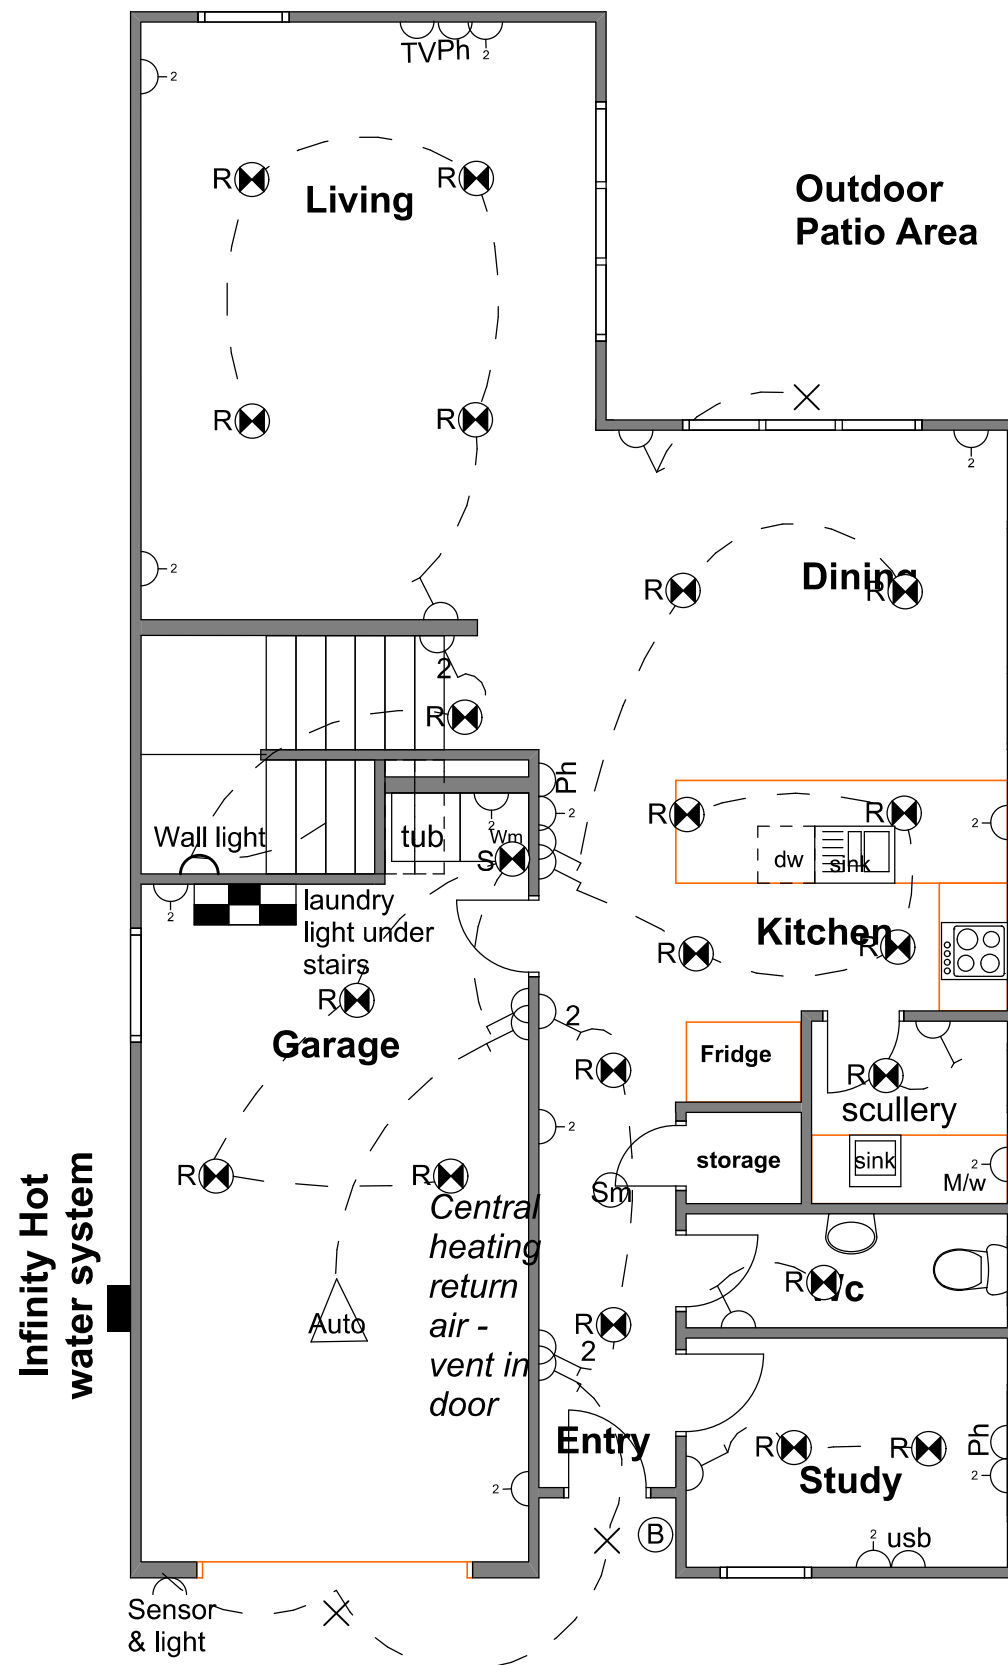 TV Ph 2
2
R R
Living
Outdoor
Patio Area
R R
2
2
R Dining R
2
R
Ph
2
R R
Wall light
tub
2
Wm
S
dw
sink
2
2
laundry
light under
stairs
Kitchen
R R
R
2
Garage
R
Fridge
R
scullery
2
storage
sink
2
M/w
R R
Sm
Central
heating
return
air -
vent in
door
Infinity Hot
water system
R Wc
Auto
R
2
Entry
R R
Ph
Study
2
2
B
2
usb
Sensor
& light